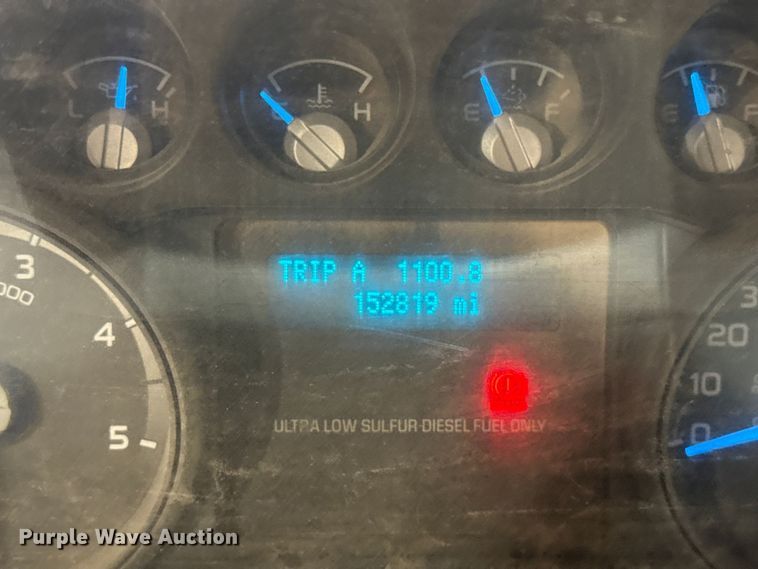 L H
C H
E F
E F
TRIP A 1100.8
152819 mi
3
4
5
20
10
0
ULTRA LOW SULFUR DIESEL FUEL ONLY
Purple Wave Auction